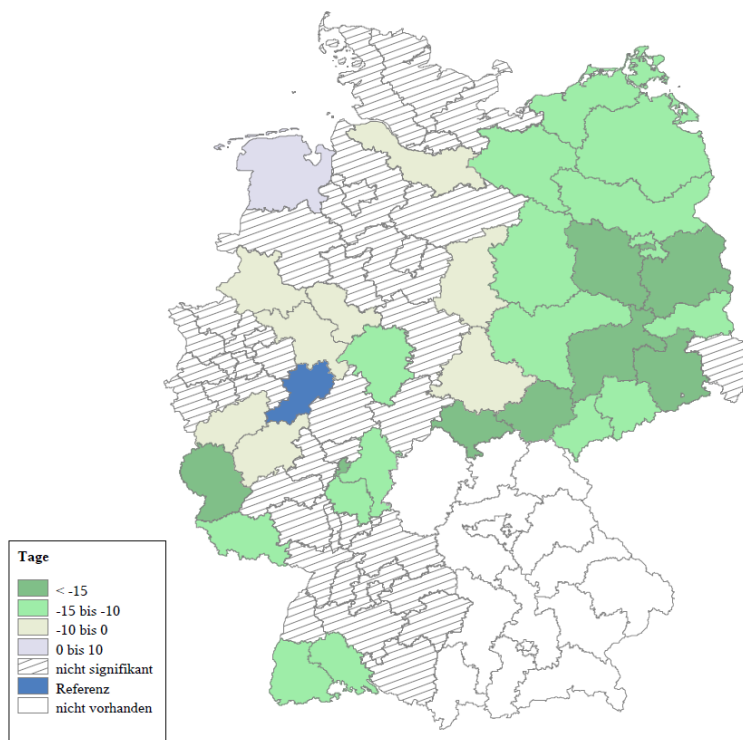 Tage
< -15
-15 bis -10
-10 bis 0
0 bis 10
nicht signifikant
Referenz
nicht vorhanden